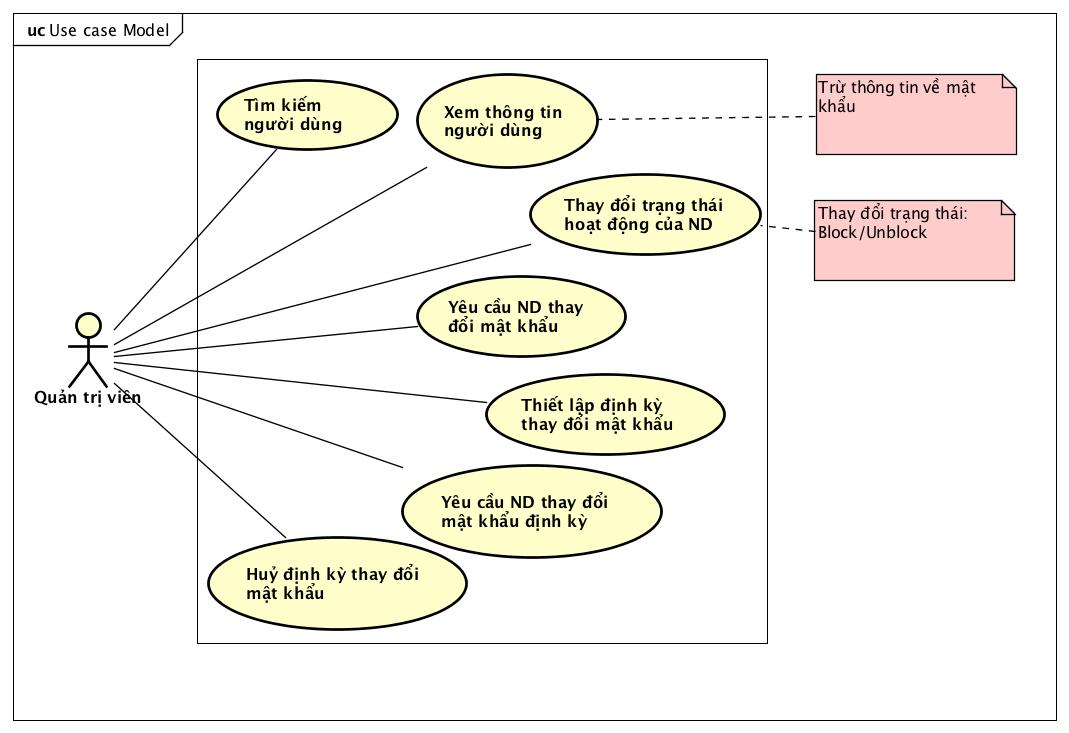 uc Use case Model
Tìm kiếm
người dùng
Xem thông tin
người dùng
Trừ thông tin về mật
khẩu
Thay đổi trạng thái
hoạt động của ND
Thay đổi trạng thái:
Block/Unblock
Yêu cầu ND thay
đổi mật khẩu
Quản trị viên
Thiết lập định kỳ
thay đổi mật khẩu
Yêu cầu ND thay đổi
mật khẩu định kỳ
Huỷ định kỳ thay đổi
mật khẩu